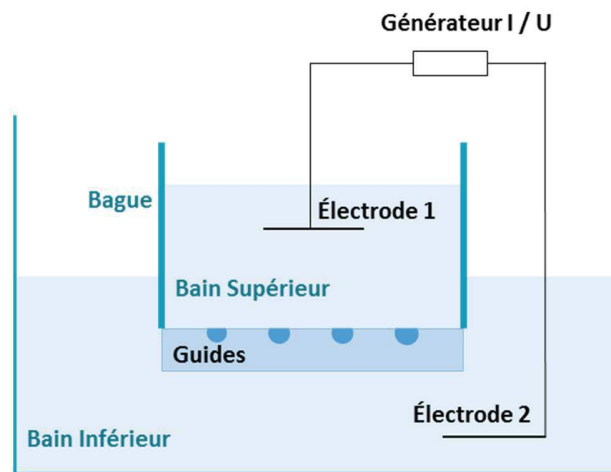 Générateur I / U
Bague
Électrode 1
Bain Supérieur
Guides
Électrode 2
Bain Inférieur